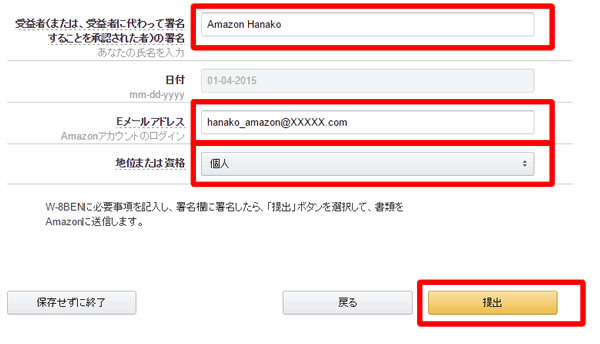 受益者(または、受益者に代わって署名
することを承認された者)の署名
あなたの氏名を入力
Amazon Hanako
日付
mm-dd-yyyy
01-04-2015
Eメールアドレス
Amazonアカウントのログイン
hanako_amazon@XXXXX.com
地位または資格
個人
W-8BENに必要事項を記入し、署名欄に署名したら、「提出」ボタンを選択して、書類を
Amazonに送信します。
保存せずに終了
戻る
提出